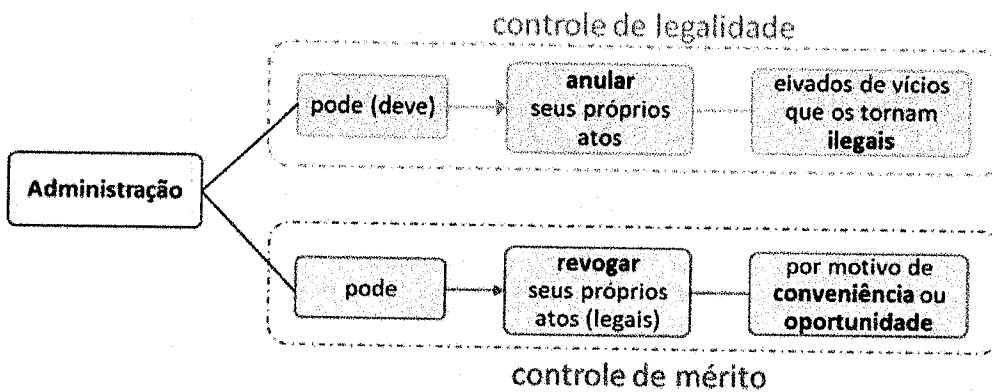 controle de legalidade
pode (deve)
anular
seus próprios
atos
eivados de vícios
que os tornam
ilegais
Administração
pode
revogar
seus próprios
atos (legais)
por motivo de
conveniência ou
oportunidade
controle de mérito